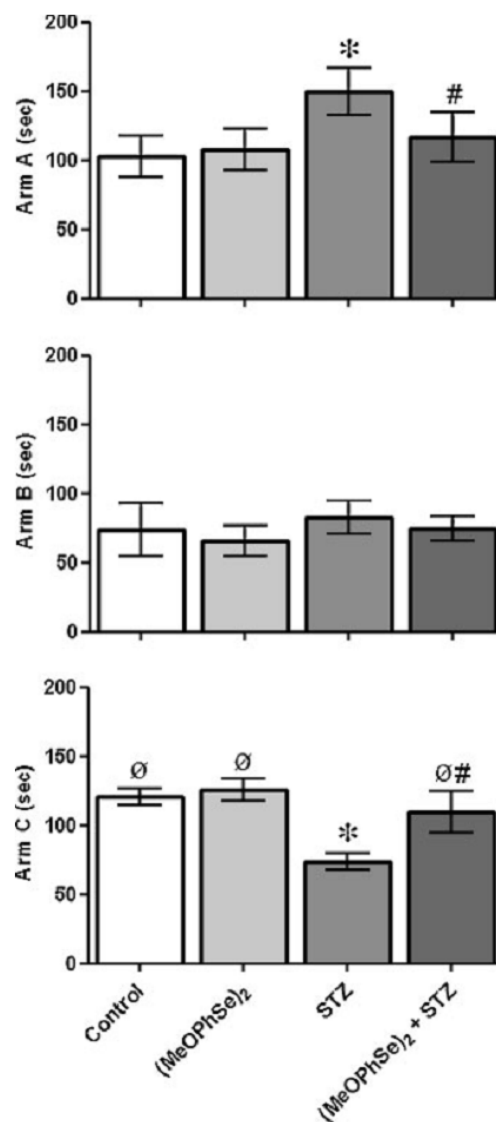 200
*
150
#
100
50
0
Arm A (sec)
200
150
100
50
0
Arm B (sec)
200
150
Ø
Ø
Ø#
100
*
50
0
Arm C (sec)
Control
(MeOPhSe)₂
STZ
(MeOPhSe)₂ + STZ